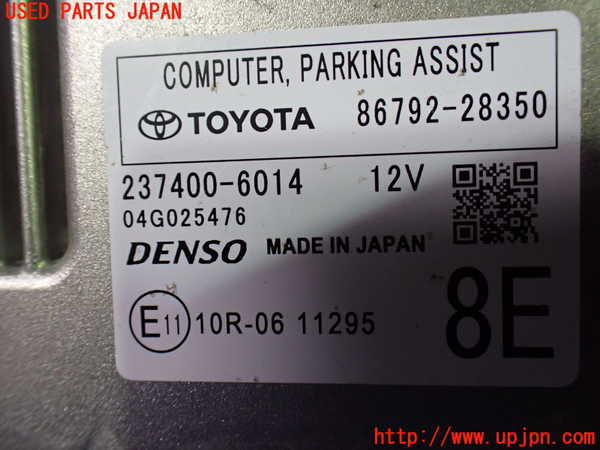 USED PARTS JAPAN
COMPUTER, PARKING ASSIST
TOYOTA 86792-28350
237400-6014 12V
04G025476
DENSO MADE IN JAPAN
E11 10R-06 11295 8E
http://www.upjpn.com/